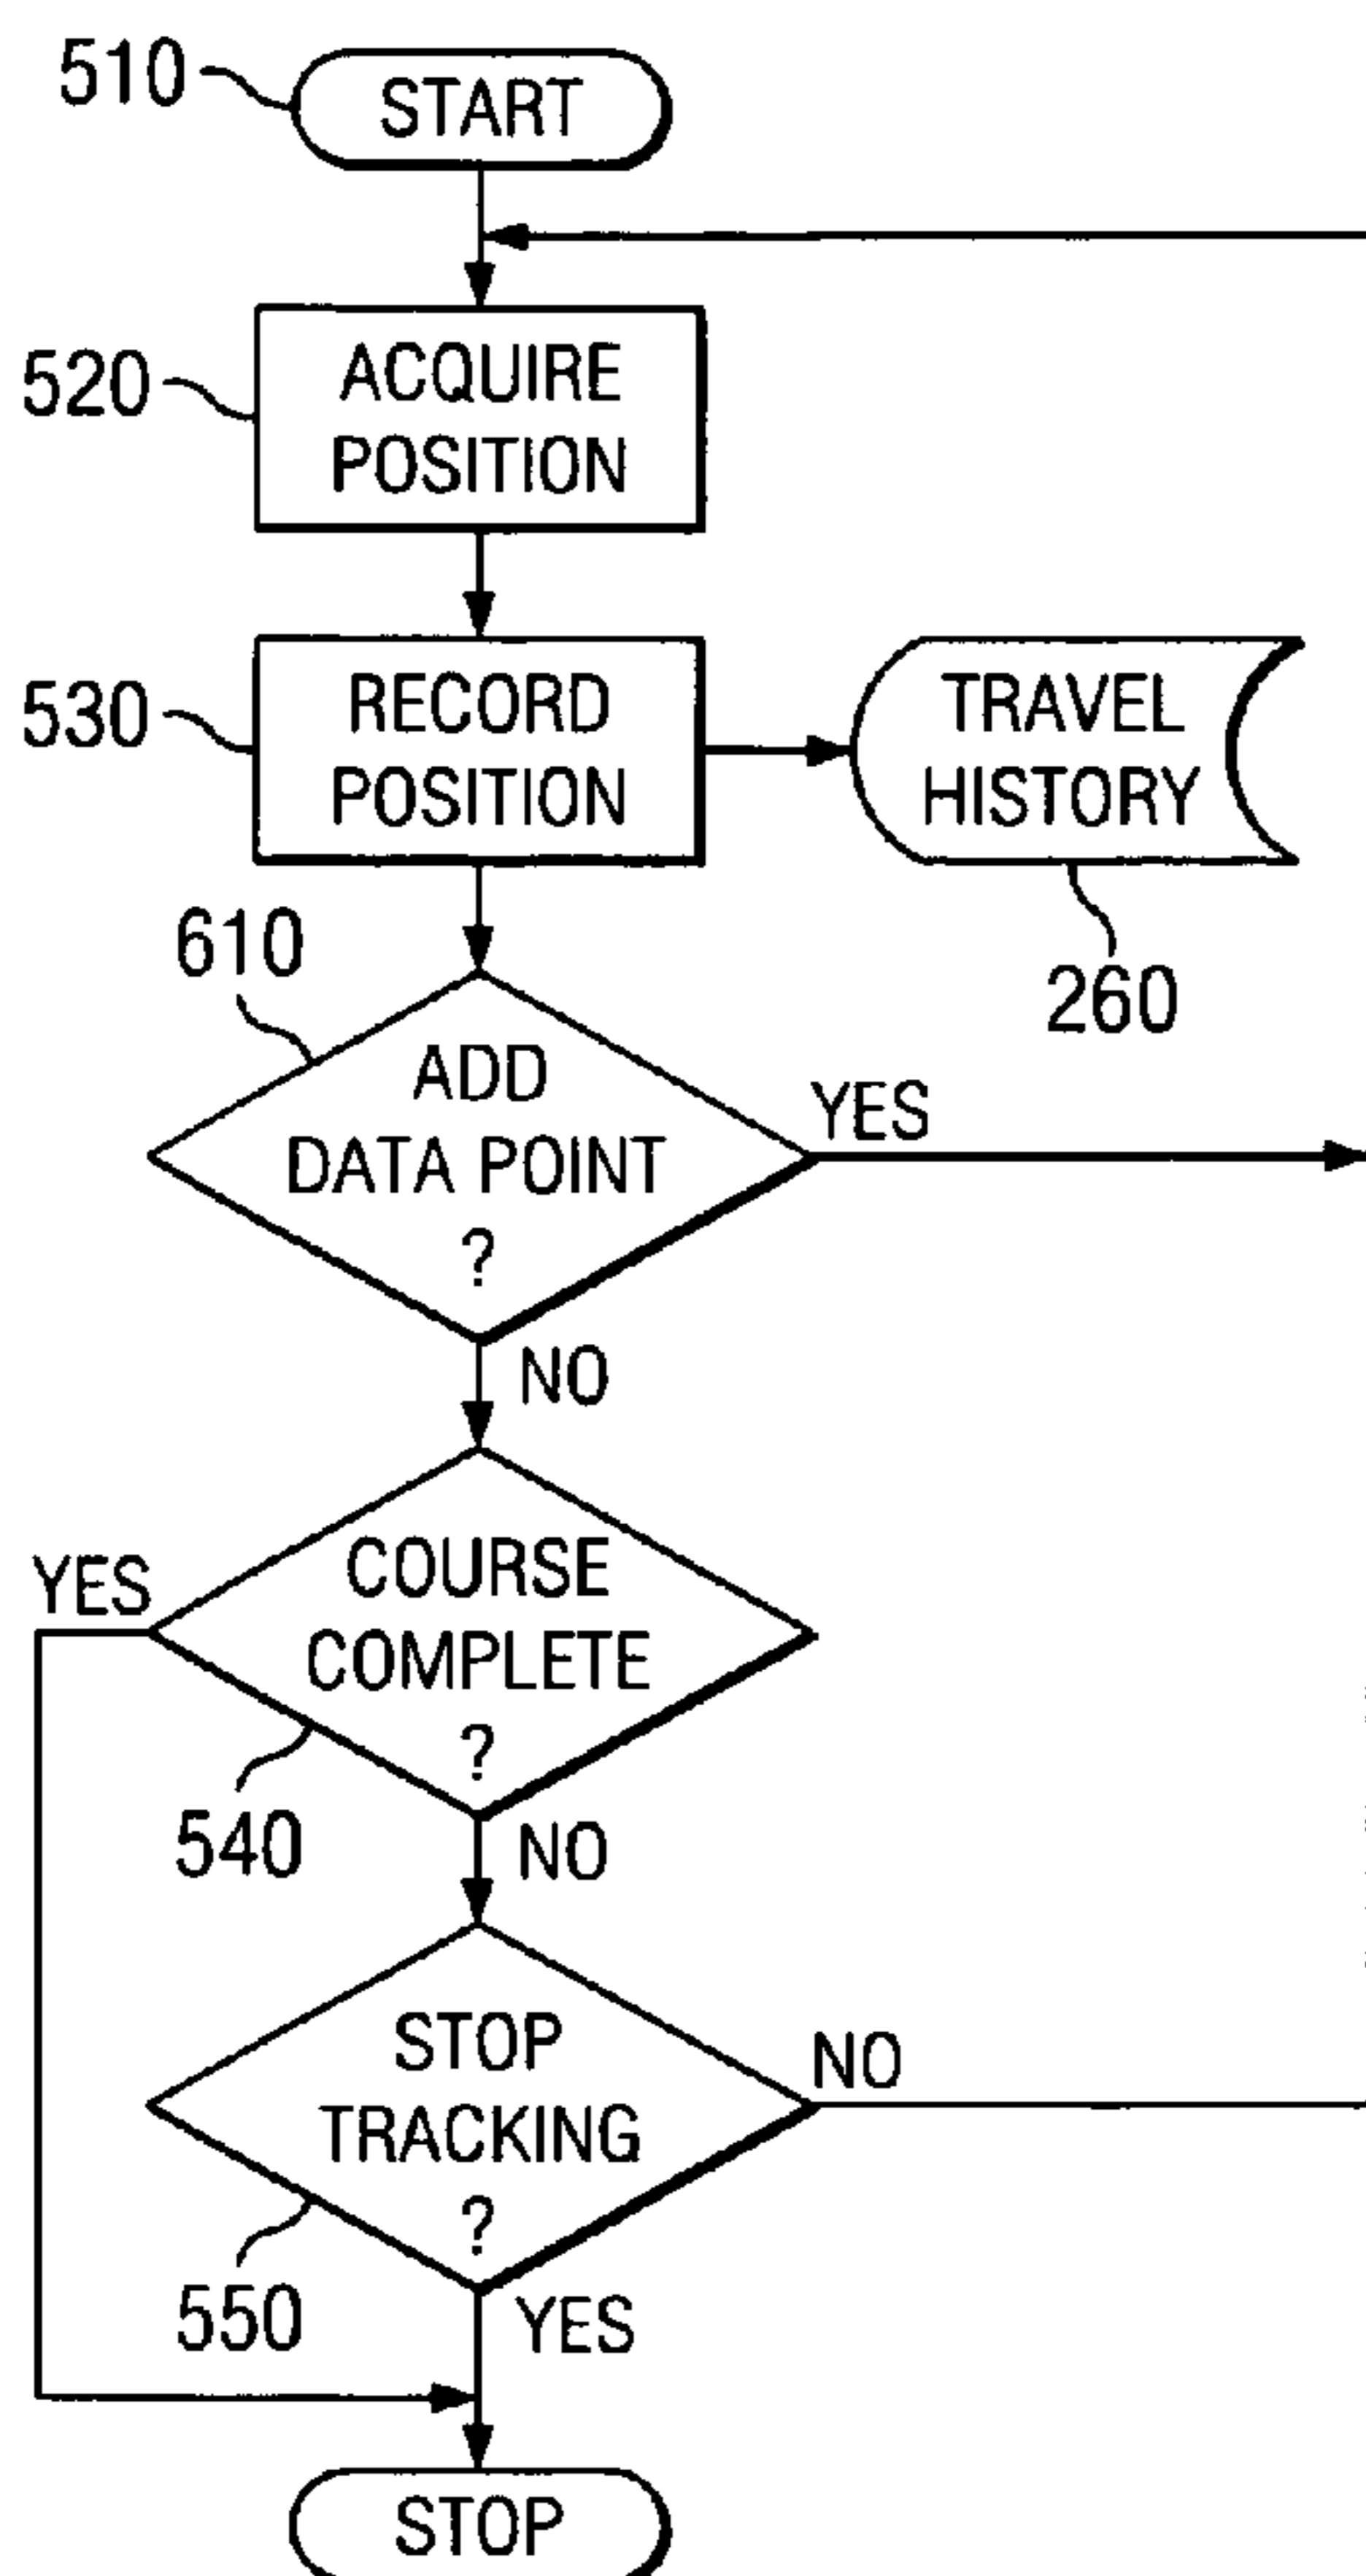 510
START
520
ACQUIRE
POSITION
530
RECORD
POSITION
TRAVEL
HISTORY
260
610
ADD
DATA POINT
?
YES
NO
COURSE
COMPLETE
?
YES
540
NO
STOP
TRACKING
?
NO
550
YES
STOP